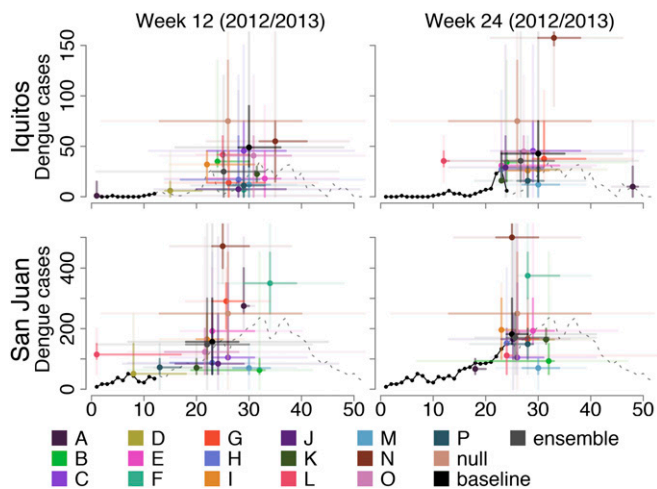 Week 12 (2012/2013) Week 24 (2012/2013)
Iquitos
Dengue cases
150
100
50
0
San Juan
Dengue cases
400
200
0
0 10 20 30 40 50 0 10 20 30 40 50
A D G J M P ensemble
B E H K N null
C F I L O baseline